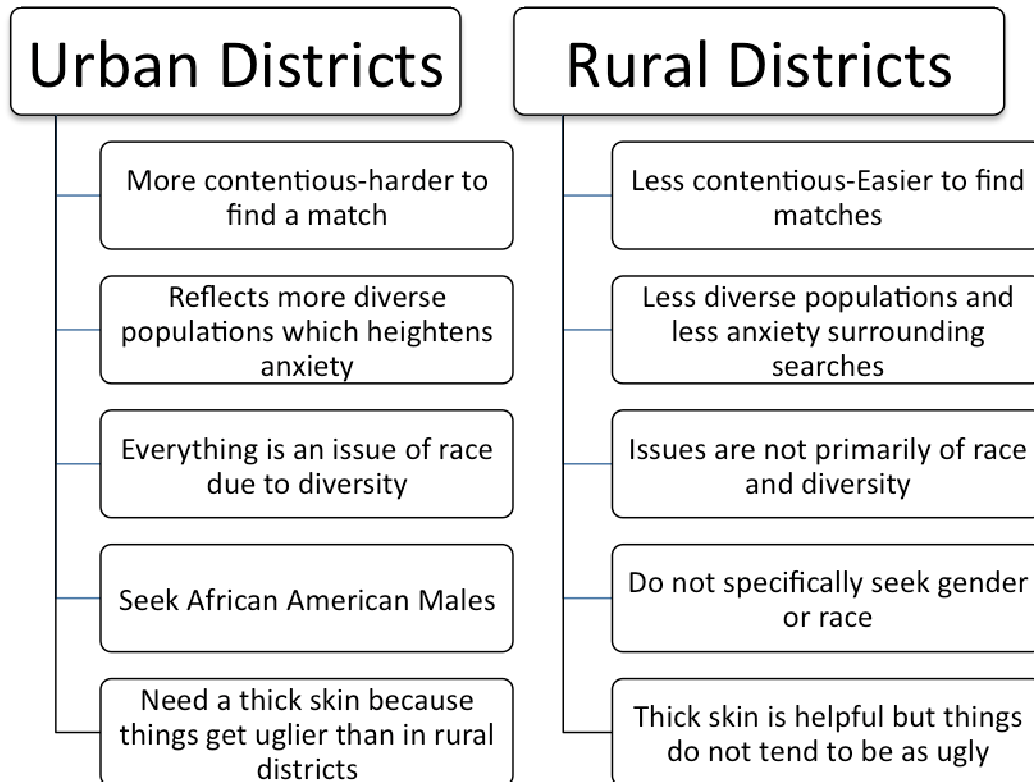 Urban Districts
More contentious-harder to
find a match
Reflects more diverse
populations which heightens
anxiety
Everything is an issue of race
due to diversity
Seek African American Males
Need a thick skin because
things get uglier than in rural
districts
Rural Districts
Less contentious-Easier to find
matches
Less diverse populations and
less anxiety surrounding
searches
Issues are not primarily of race
and diversity
Do not specifically seek gender
or race
Thick skin is helpful but things
do not tend to be as ugly